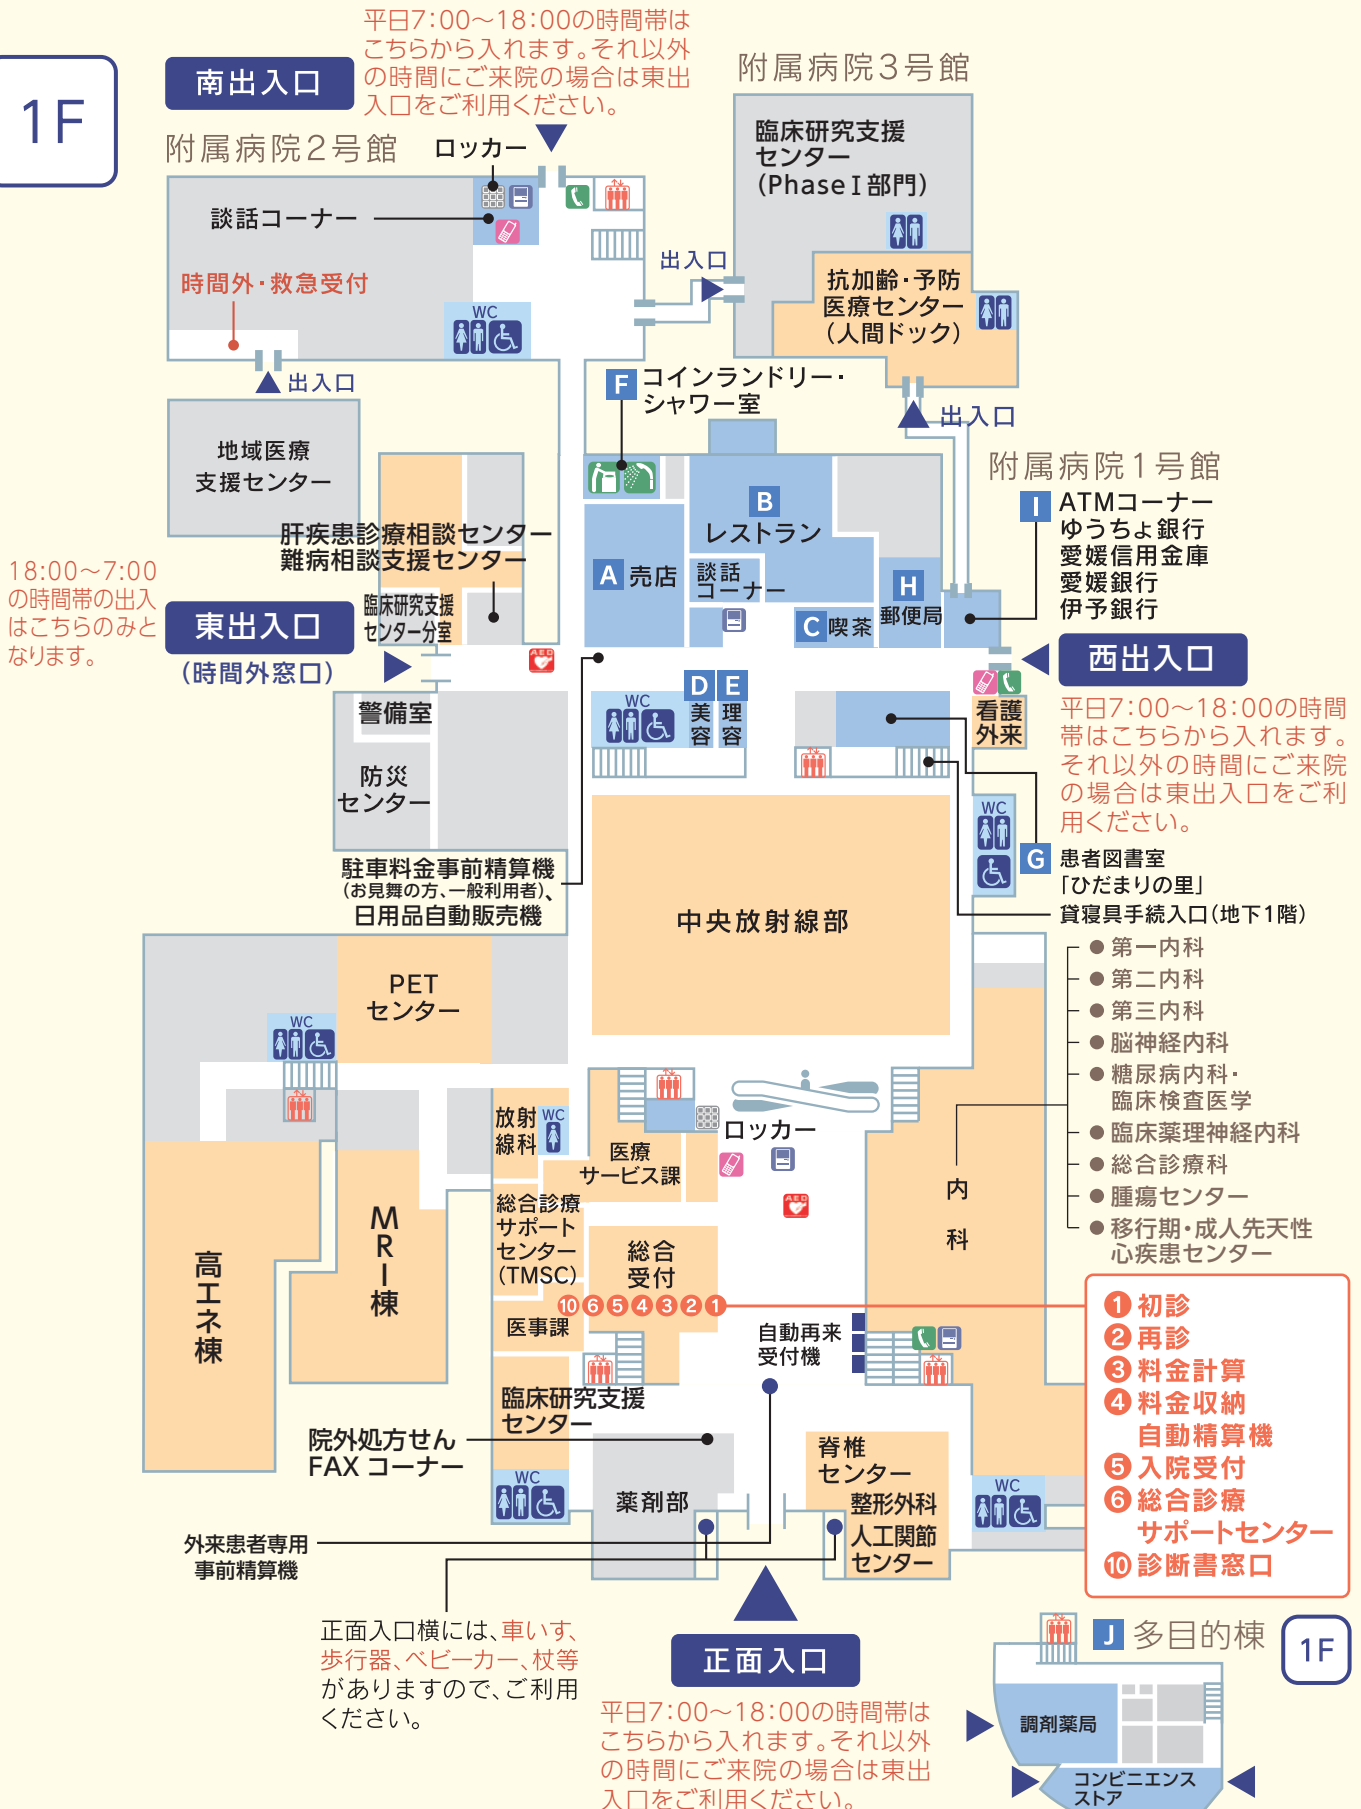 1F
南出入口
平日7:00～18:00の時間帯は
こちらから入れます。それ以外
の時間にご来院の場合は東出
入口をご利用ください。
附属病院2号館
ロッカー
談話コーナー
時間外・救急受付
WC
出入口
附属病院3号館
臨床研究支援
センター
(PhaseⅠ部門)
出入口
抗加齢・予防
医療センター
(人間ドック)
出入口
地域医療
支援センター
F コインランドリー・
シャワー室
附属病院1号館
肝疾患診療相談センター
難病相談支援センター
臨床研究支援
センター分室
18:00～7:00
の時間帯の出入
はこちらのみと
なります。
東出入口
(時間外窓口)
AED
A 売店
B
レストラン
談話
コーナー
C 喫茶
H
郵便局
I ATMコーナー
ゆうちょ銀行
愛媛信用金庫
愛媛銀行
伊予銀行
西出入口
平日7:00～18:00の時間
帯はこちらから入れます。
それ以外の時間にご来院
の場合は東出入口をご利
用ください。
看護
外来
警備室
防災
センター
WC
D
美容
E
理容
WC
G 患者図書室
「ひだまりの里」
貸寝具手続入口(地下1階)
駐車料金事前精算機
(お見舞の方、一般利用者)、
日用品自動販売機
中央放射線部
PET
センター
WC
高エネ棟
MRI棟
放射
線科
WC
医療
サービス課
ロッカー
AED
総合診療
サポート
センター
(TMSC)
総合
受付
⑩⑥⑤④③②①
医事課
自動再来
受付機
内科
●第一内科
●第二内科
●第三内科
●脳神経内科
●糖尿病内科・
臨床検査医学
●臨床薬理神経内科
●総合診療科
●腫瘍センター
●移行期・成人先天性
心疾患センター
①初診
②再診
③料金計算
④料金収納
自動精算機
⑤入院受付
⑥総合診療
サポートセンター
⑩診断書窓口
臨床研究支援
センター
院外処方せん
FAX コーナー
WC
薬剤部
脊椎
センター
整形外科
人工関節
センター
WC
外来患者専用
事前精算機
正面入口横には、車いす、
歩行器、ベビーカー、杖等
がありますので、ご利用
ください。
正面入口
平日7:00～18:00の時間帯は
こちらから入れます。それ以外
の時間にご来院の場合は東出
入口をご利用ください。
J 多目的棟
1F
調剤薬局
コンビニエンス
ストア